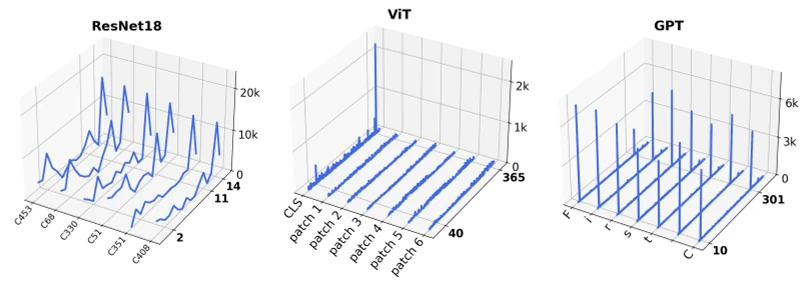 ResNet18
20k
10k
0
14
11
2
C453
C68
C330
C51
C351
C408
ViT
2k
1k
0
365
40
CLS
patch 1
patch 2
patch 3
patch 4
patch 5
patch 6
GPT
6k
3k
0
301
10
F
i
r
s
t
C